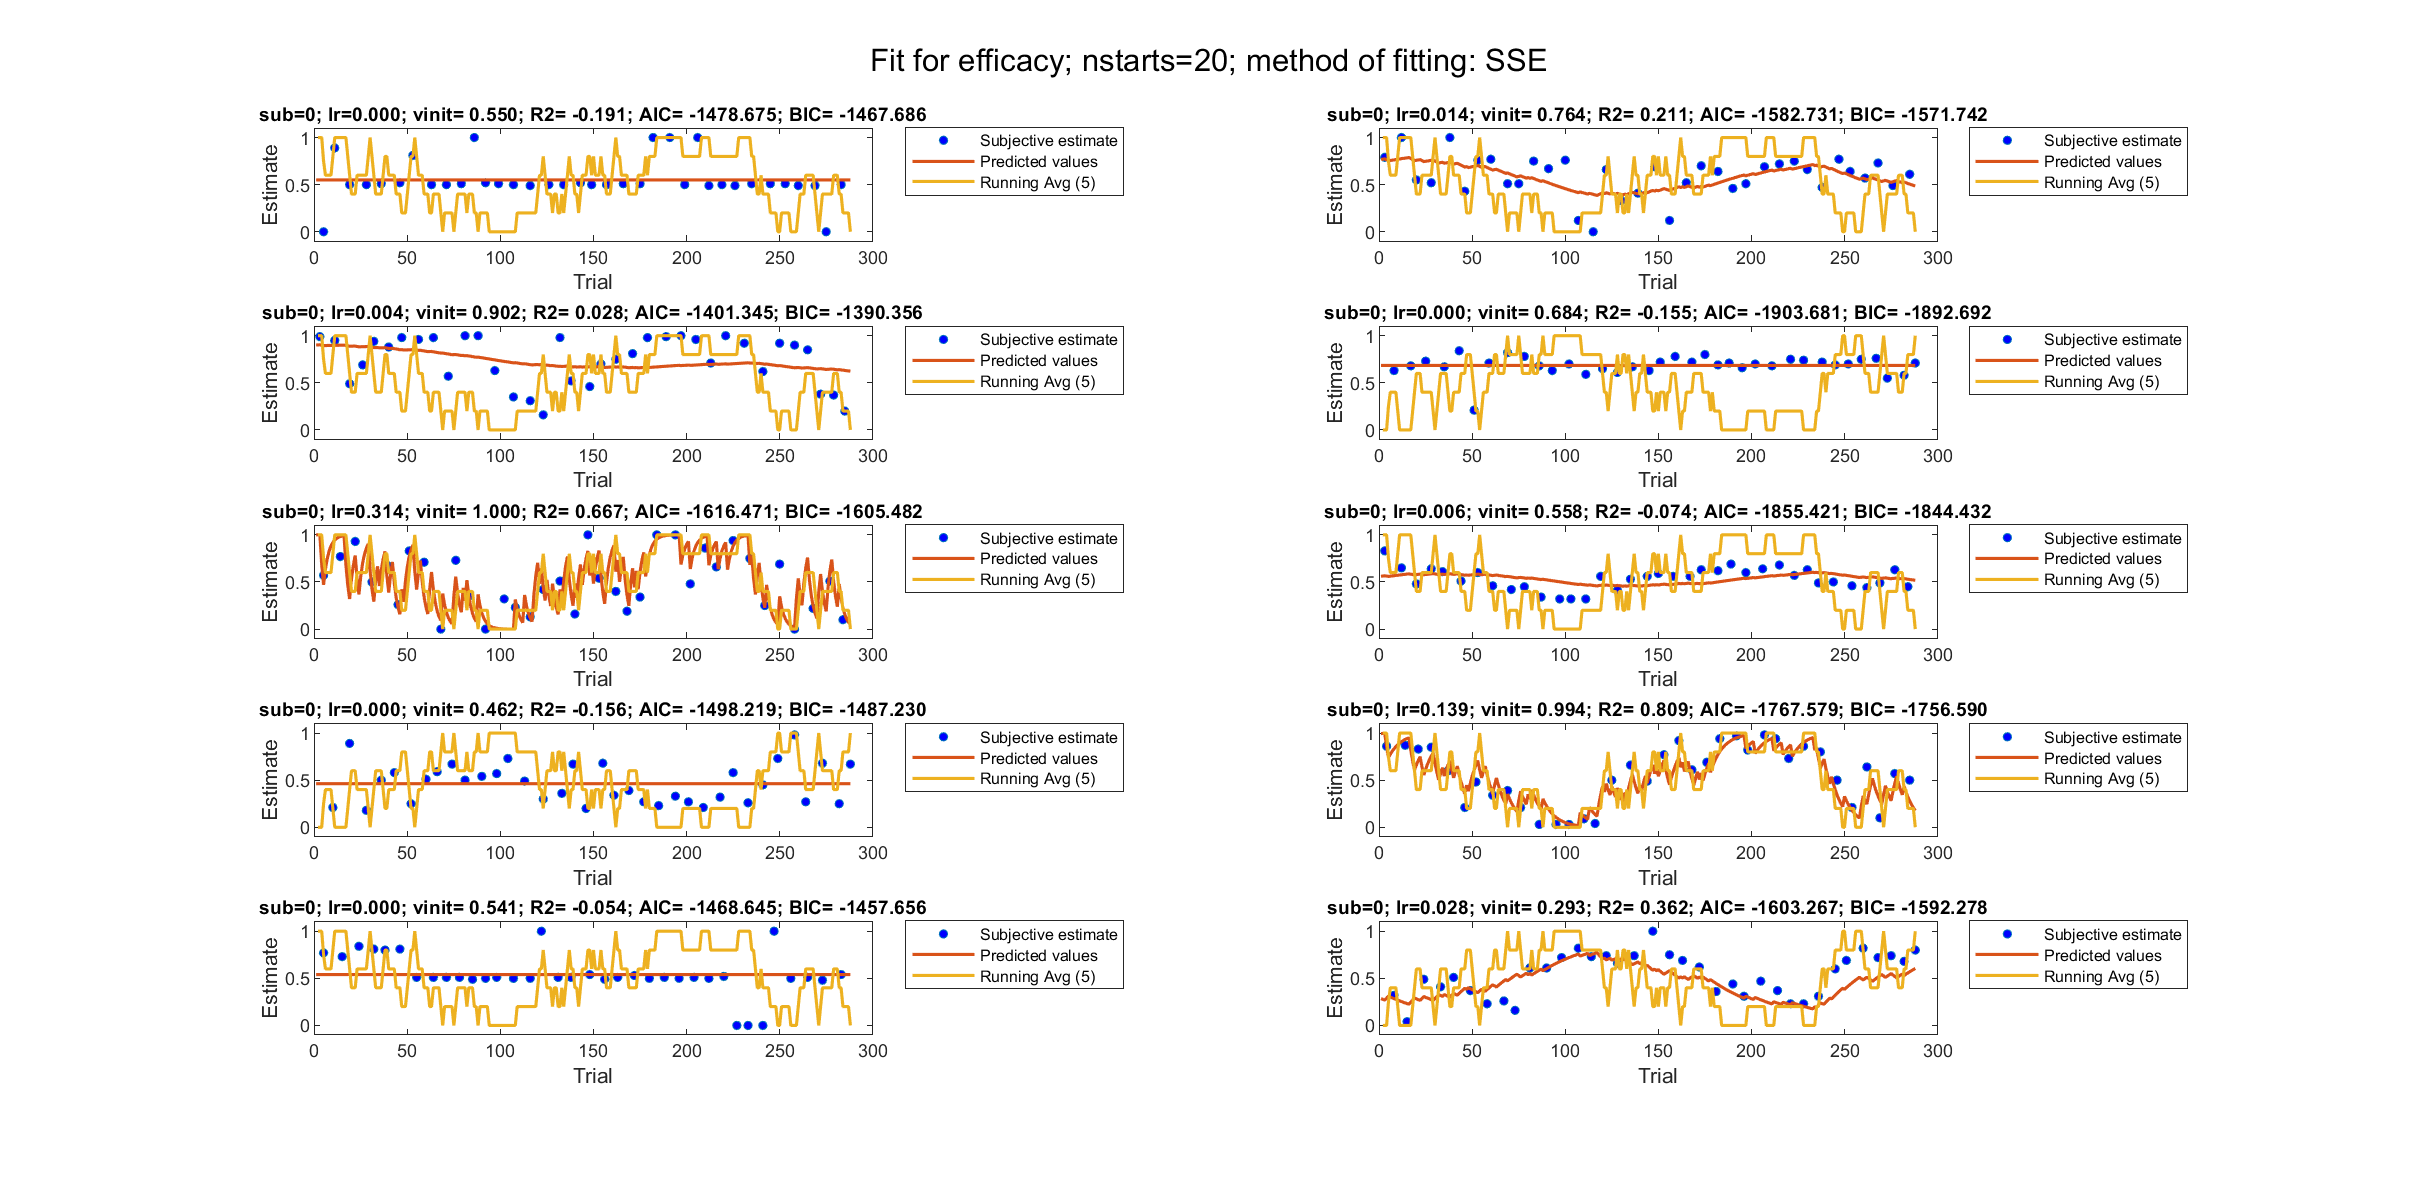 Fit for efficacy; nstarts=20; method of fitting: SSE
sub=0; lr=0.000; vinit= 0.550; R2= -0.191; AIC= -1478.675; BIC= -1467.686
Estimate
1
0.5
0
0 50 100 150 200 250 300
Trial
Subjective estimate
Predicted values
Running Avg (5)
sub=0; lr=0.014; vinit= 0.764; R2= 0.211; AIC= -1582.731; BIC= -1571.742
Estimate
1
0.5
0
0 50 100 150 200 250 300
Trial
Subjective estimate
Predicted values
Running Avg (5)
sub=0; lr=0.004; vinit= 0.902; R2= 0.028; AIC= -1401.345; BIC= -1390.356
Estimate
1
0.5
0
0 50 100 150 200 250 300
Trial
Subjective estimate
Predicted values
Running Avg (5)
sub=0; lr=0.000; vinit= 0.684; R2= -0.155; AIC= -1903.681; BIC= -1892.692
Estimate
1
0.5
0
0 50 100 150 200 250 300
Trial
Subjective estimate
Predicted values
Running Avg (5)
sub=0; lr=0.314; vinit= 1.000; R2= 0.667; AIC= -1616.471; BIC= -1605.482
Estimate
1
0.5
0
0 50 100 150 200 250 300
Trial
Subjective estimate
Predicted values
Running Avg (5)
sub=0; lr=0.006; vinit= 0.558; R2= -0.074; AIC= -1855.421; BIC= -1844.432
Estimate
1
0.5
0
0 50 100 150 200 250 300
Trial
Subjective estimate
Predicted values
Running Avg (5)
sub=0; lr=0.000; vinit= 0.462; R2= -0.156; AIC= -1498.219; BIC= -1487.230
Estimate
1
0.5
0
0 50 100 150 200 250 300
Trial
Subjective estimate
Predicted values
Running Avg (5)
sub=0; lr=0.139; vinit= 0.994; R2= 0.809; AIC= -1767.579; BIC= -1756.590
Estimate
1
0.5
0
0 50 100 150 200 250 300
Trial
Subjective estimate
Predicted values
Running Avg (5)
sub=0; lr=0.000; vinit= 0.541; R2= -0.054; AIC= -1468.645; BIC= -1457.656
Estimate
1
0.5
0
0 50 100 150 200 250 300
Trial
Subjective estimate
Predicted values
Running Avg (5)
sub=0; lr=0.028; vinit= 0.293; R2= 0.362; AIC= -1603.267; BIC= -1592.278
Estimate
1
0.5
0
0 50 100 150 200 250 300
Trial
Subjective estimate
Predicted values
Running Avg (5)